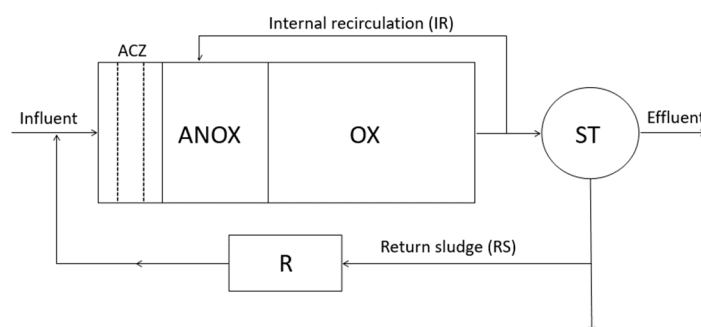 Internal recirculation (IR)
ACZ
Influent
ANOX
OX
ST
Effluent
R
Return sludge (RS)